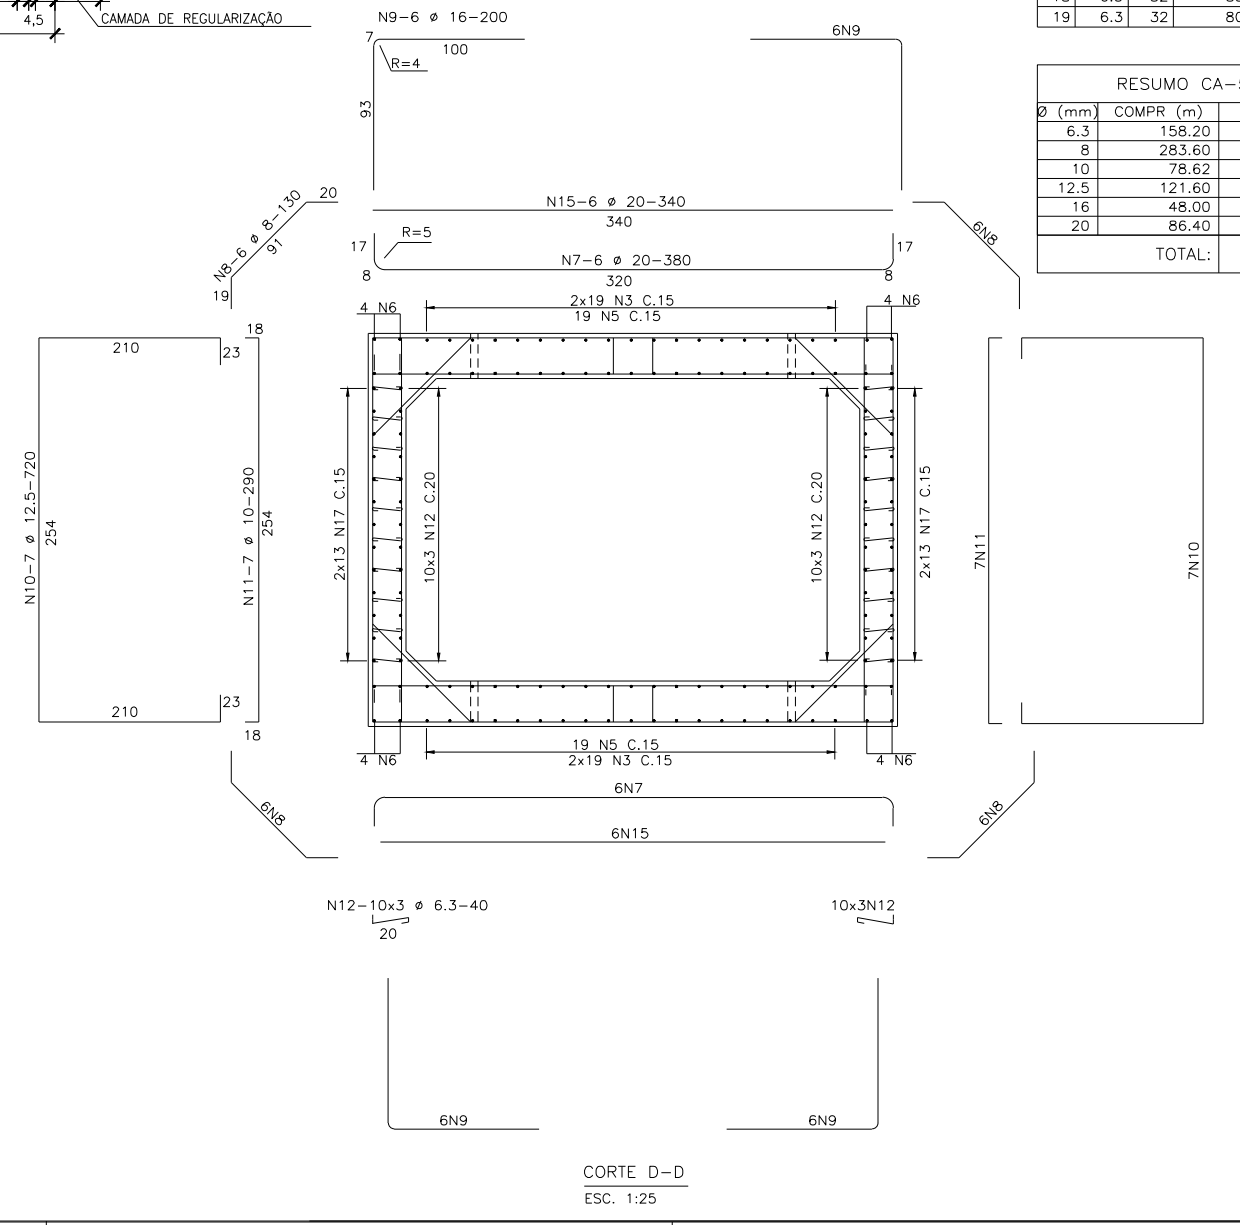 4,5
CAMADA DE REGULARIZAÇÃO
N9-6 ø 16-200
7
100
R=4
93
6N9
19 6.3 32 80
RESUMO CA-
Ø (mm) COMPR (m)
6.3 158.20
8 283.60
10 78.62
12.5 121.60
16 48.00
20 86.40
TOTAL:
20
N8-6 ø 8-130
91
19
N15-6 ø 20-340
340
R=5
17
17
N7-6 ø 20-380
8
8
320
6N8
2x19 N3 C.15
19 N5 C.15
4 N6
4 N6
18
210
23
N10-7 ø 12.5-720
254
N11-7 ø 10-290
254
2x13 N17 C.15
10x3 N12 C.20
10x3 N12 C.20
2x13 N17 C.15
7N11
7N10
23
210
18
19 N5 C.15
2x19 N3 C.15
4 N6
4 N6
6N7
6N8
6N15
6N8
N12-10x3 ø 6.3-40
20
10x3N12
6N9
6N9
CORTE D-D
ESC. 1:25